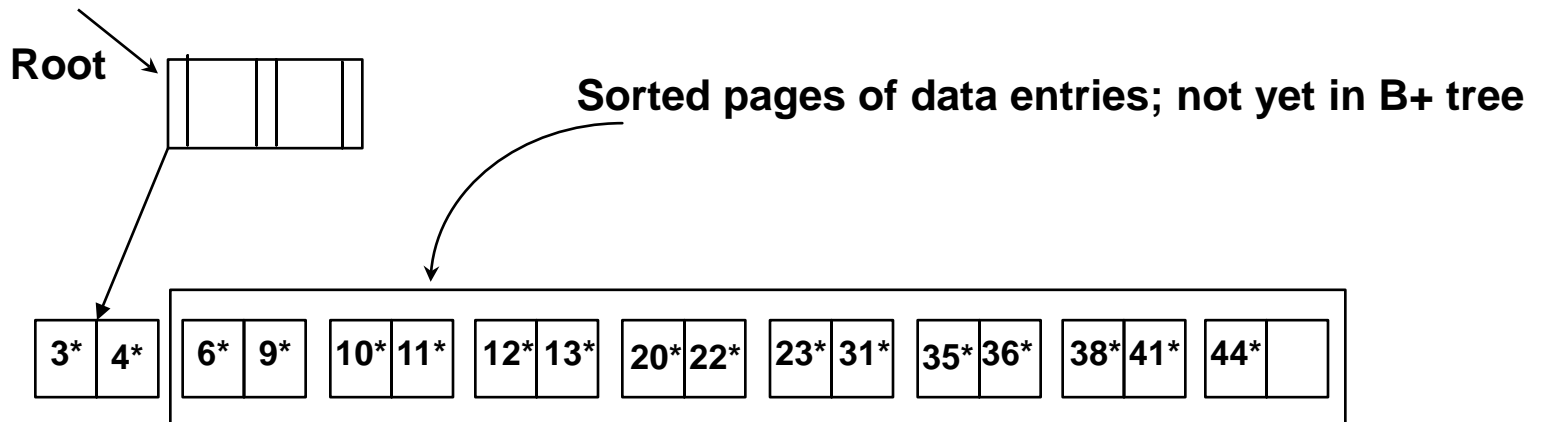 Root
Sorted pages of data entries; not yet in B+ tree
3* 4* 6* 9* 10* 11* 12* 13* 20* 22* 23* 31* 35* 36* 38* 41* 44*